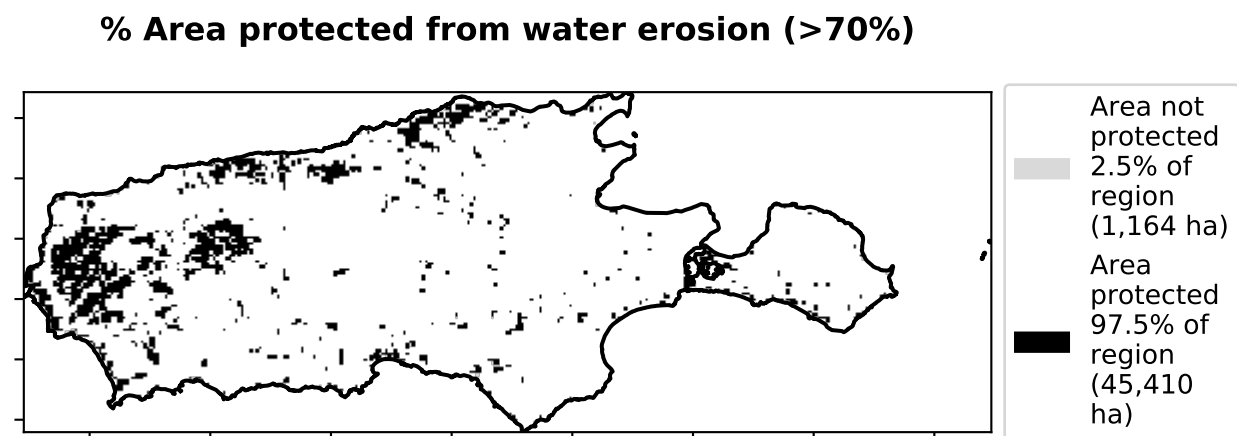 % Area protected from water erosion (>70%)
Area not
protected
2.5% of
region
(1,164 ha)
Area
protected
97.5% of
region
(45,410
ha)